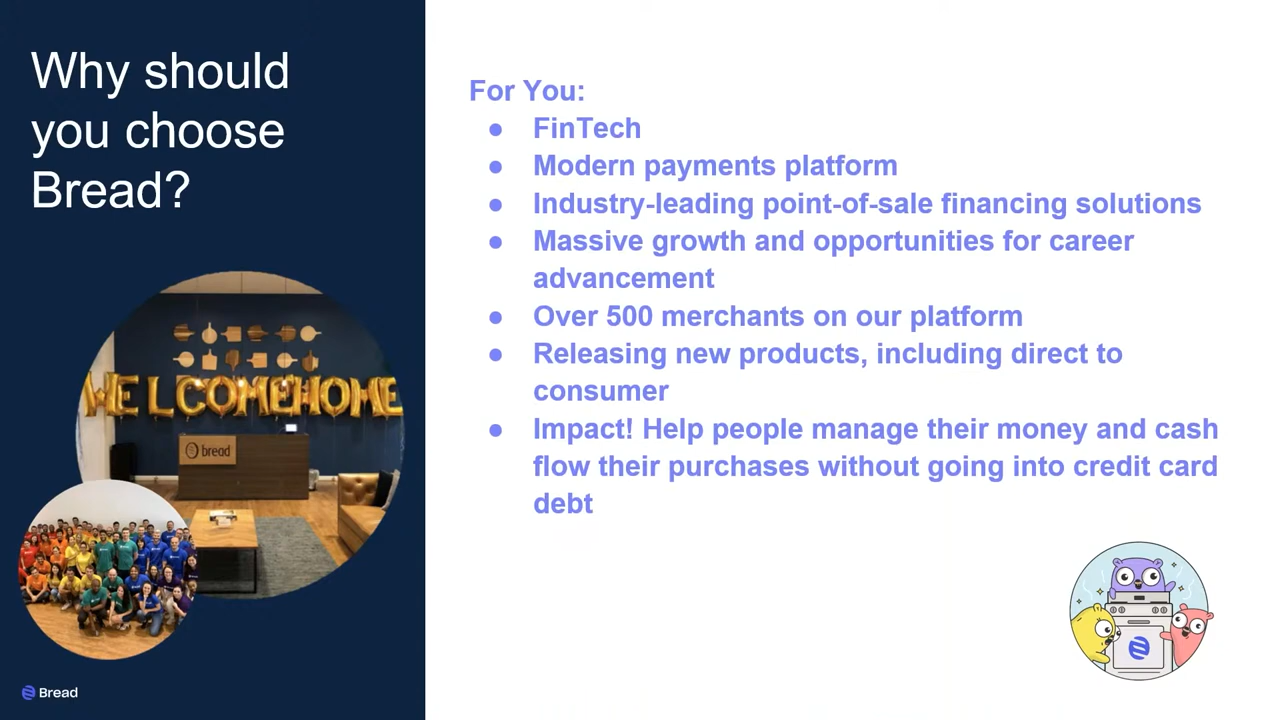 Why should
you choose
Bread?
For You:
● FinTech
● Modern payments platform
● Industry-leading point-of-sale financing solutions
● Massive growth and opportunities for career
advancement
● Over 500 merchants on our platform
● Releasing new products, including direct to
consumer
● Impact! Help people manage their money and cash
flow their purchases without going into credit card
debt
WELCOMEHOME
bread
Bread